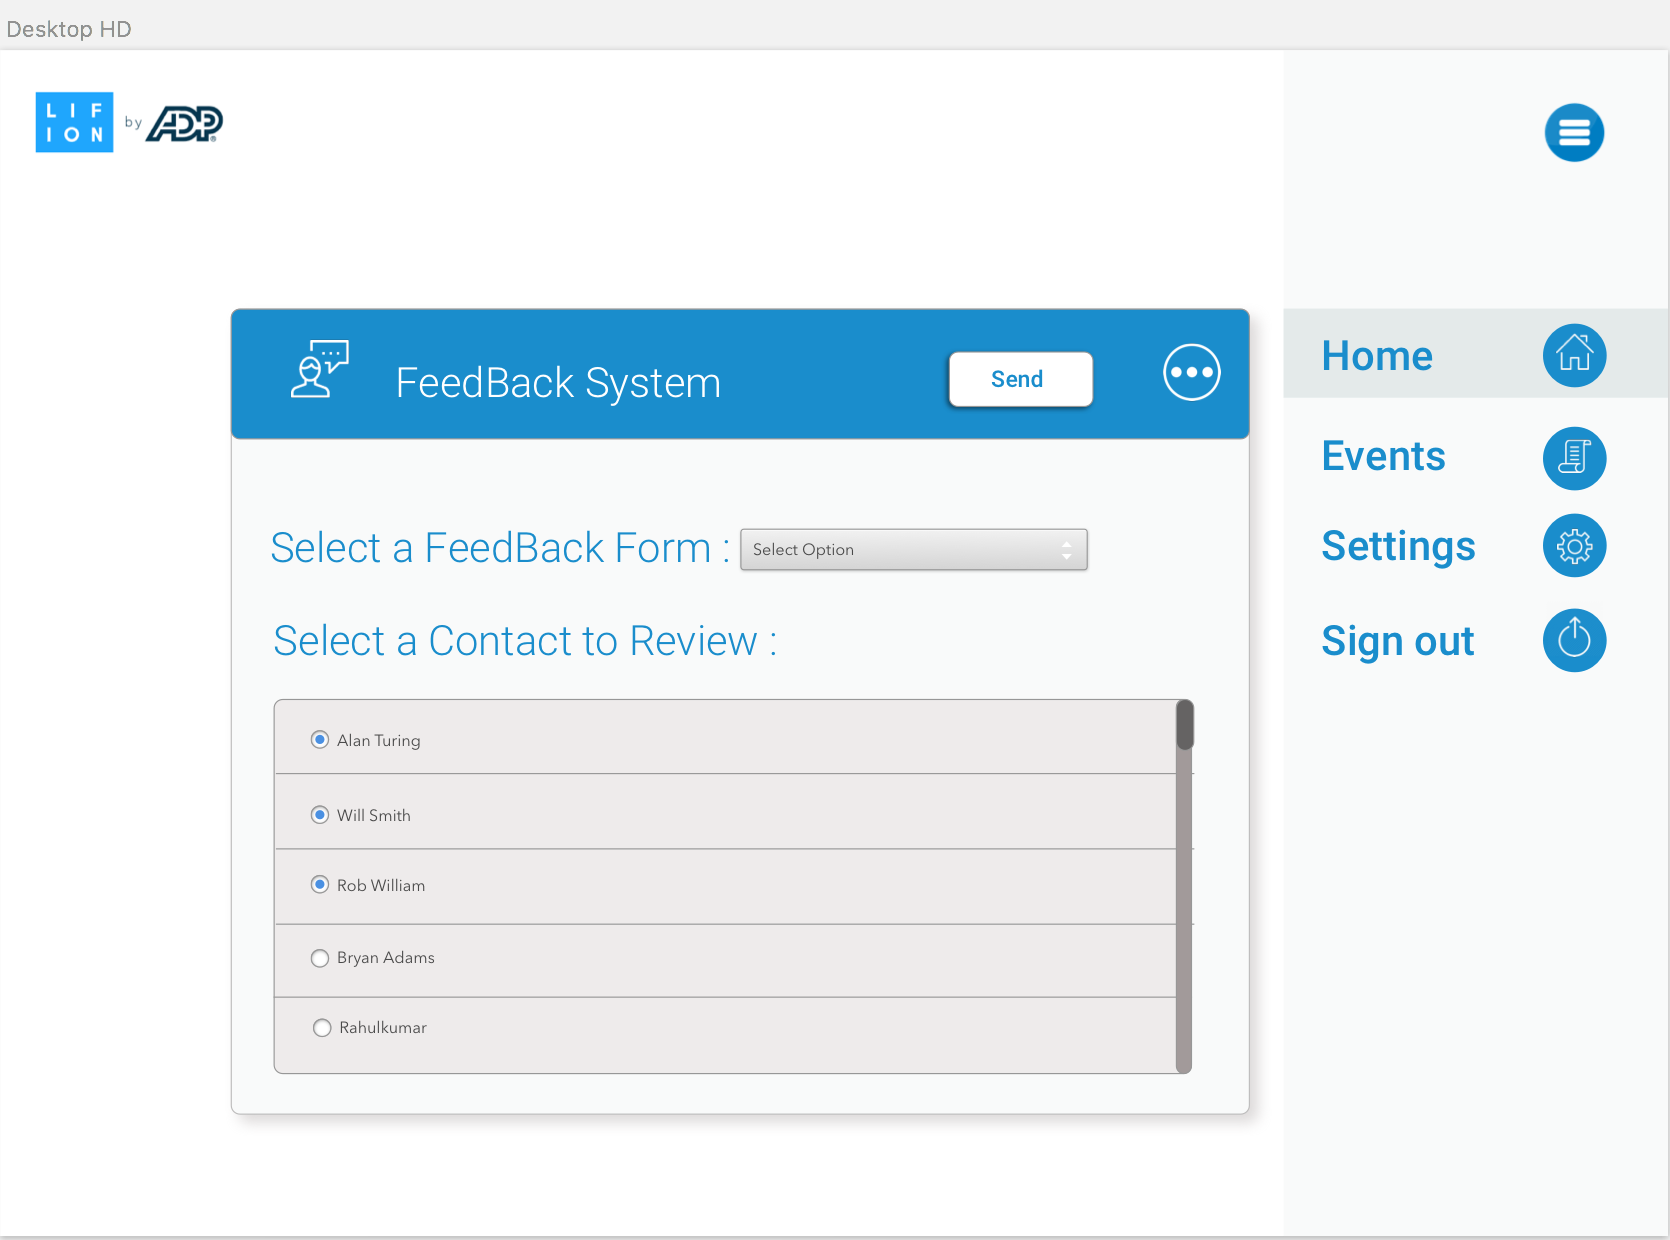 Desktop HD
LIF
ION
by ADP
FeedBack System
Send
Select a FeedBack Form :
Select Option
Select a Contact to Review :
Alan Turing
Will Smith
Rob William
Bryan Adams
Rahulkumar
Home
Events
Settings
Sign out